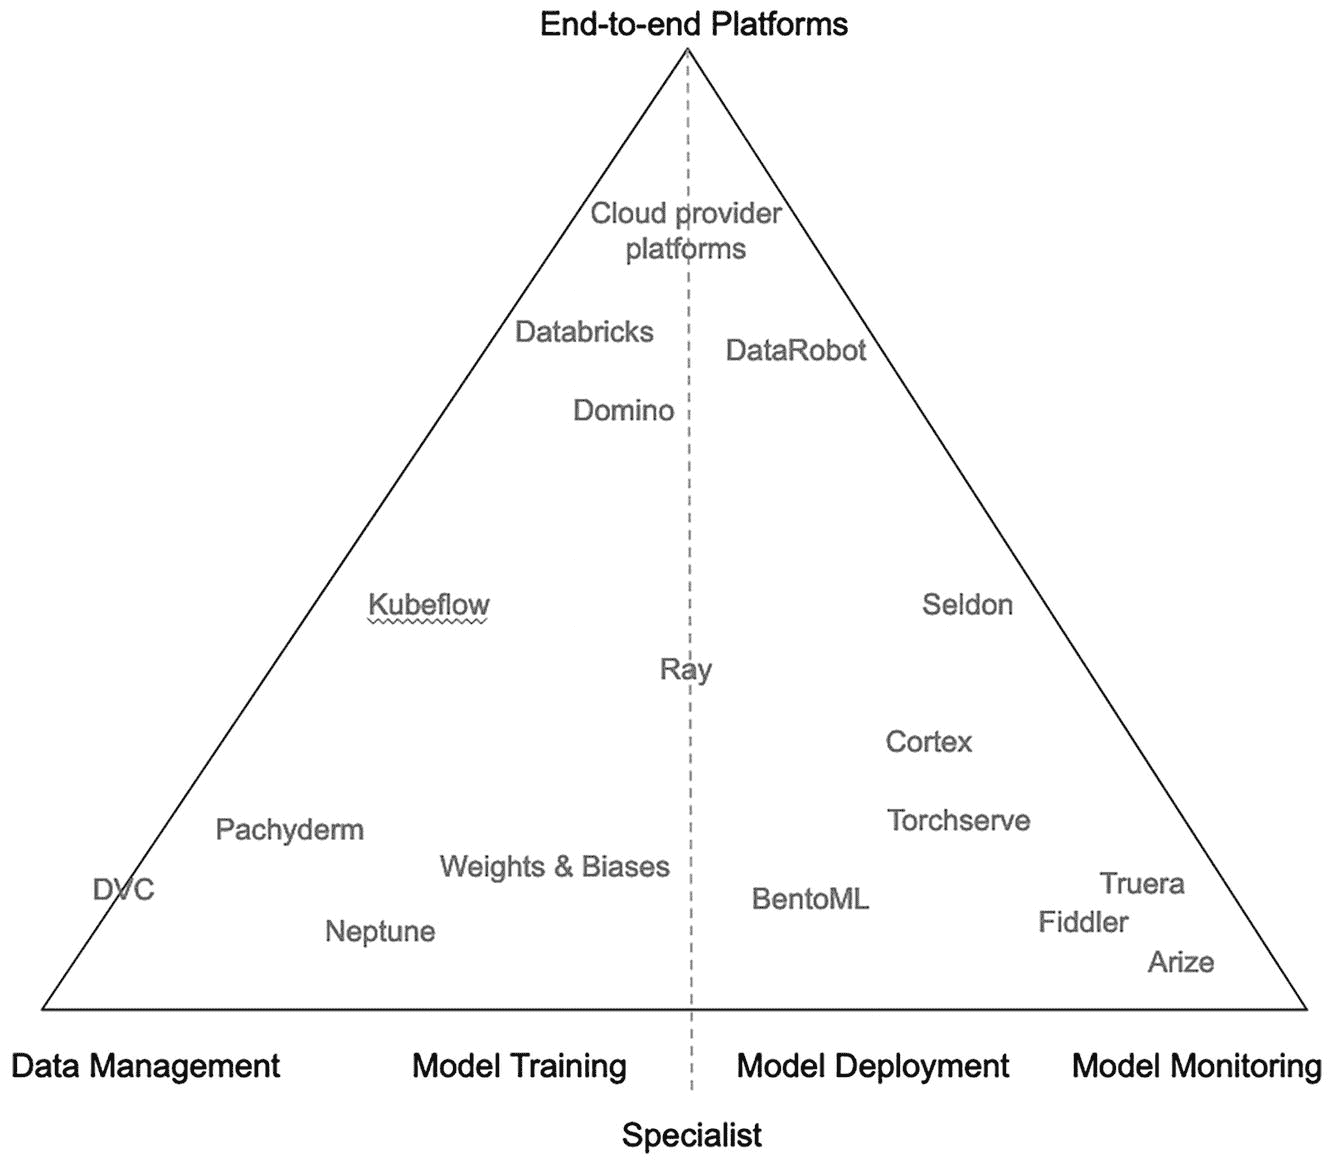 End-to-end Platforms
Cloud provider
platforms
Databricks
DataRobot
Domino
Kubeflow
Seldon
Ray
Cortex
Torchserve
Pachyderm
Weights & Biases
Truera
DVC
BentoML
Fiddler
Neptune
Arize
Data Management
Model Training
Model Deployment
Model Monitoring
Specialist